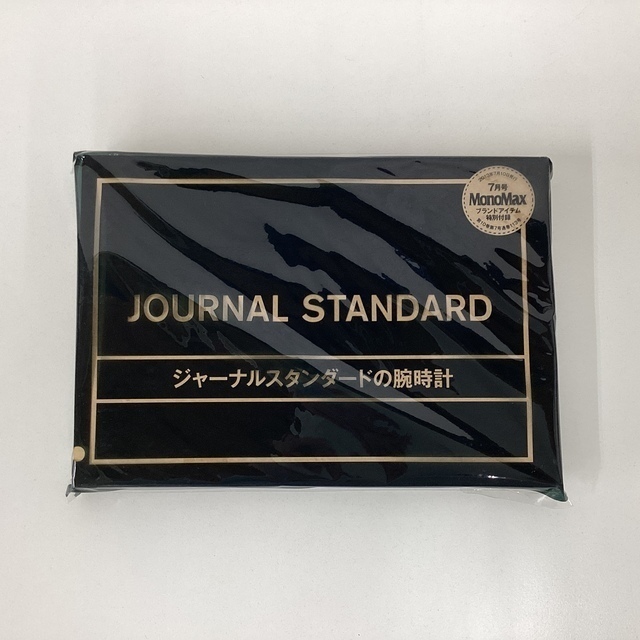 7月号
MonoMax
ブランドアイテム
特別付録
JOURNAL STANDARD
ジャーナルスタンダードの腕時計